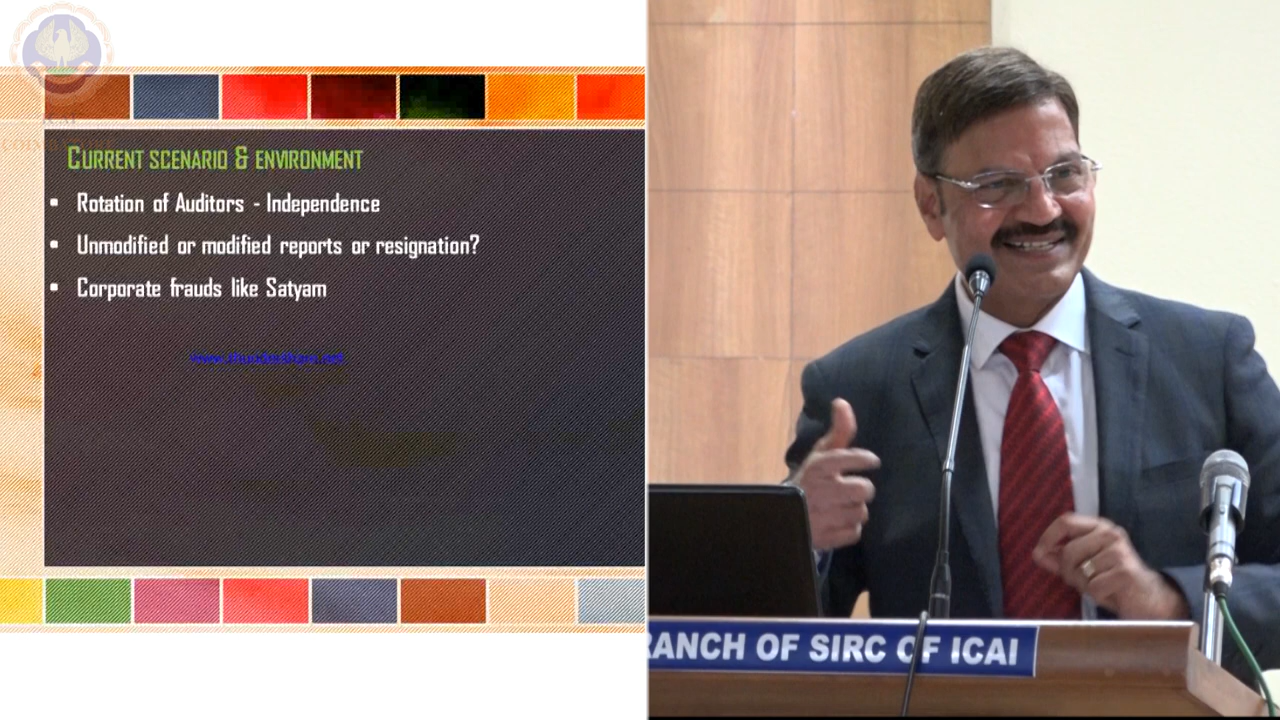 CURRENT SCENARIO & ENVIRONMENT
• Rotation of Auditors - Independence
• Unmodified or modified reports or resignation?
• Corporate frauds like Satyam
RANCH OF SIRC OF ICAI